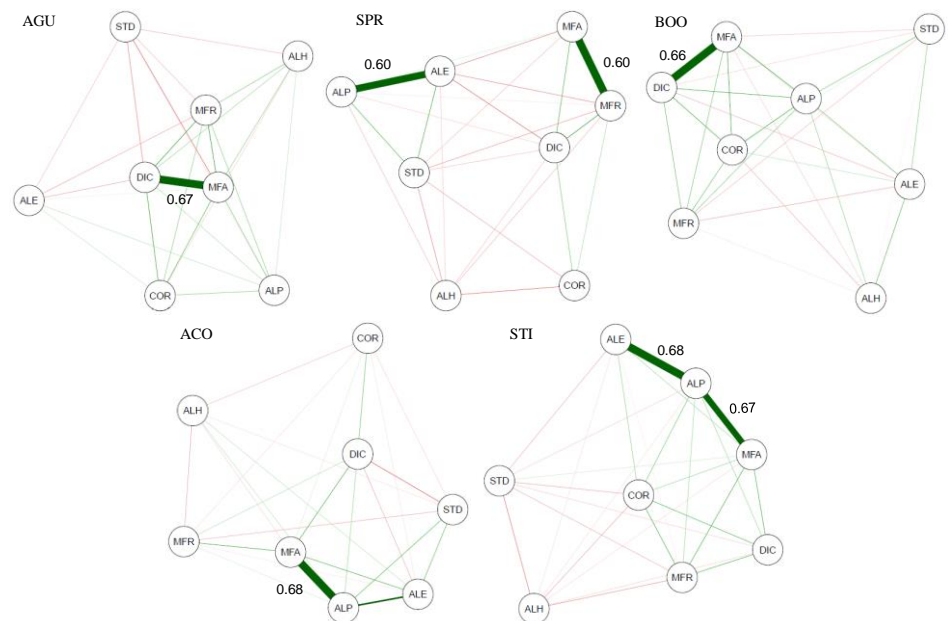 AGU
STD
ALH
MFR
DIC
MFA
0.67
ALE
COR
ALP
SPR
MFA
0.60
ALE
0.60
ALP
MFR
DIC
STD
ALH
COR
BOO
STD
MFA
0.66
DIC
ALP
COR
ALE
MFR
ALH
ACO
COR
ALH
DIC
STD
MFR
MFA
0.68
ALE
ALP
STI
ALE
0.68
ALP
0.67
MFA
STD
COR
DIC
MFR
ALH